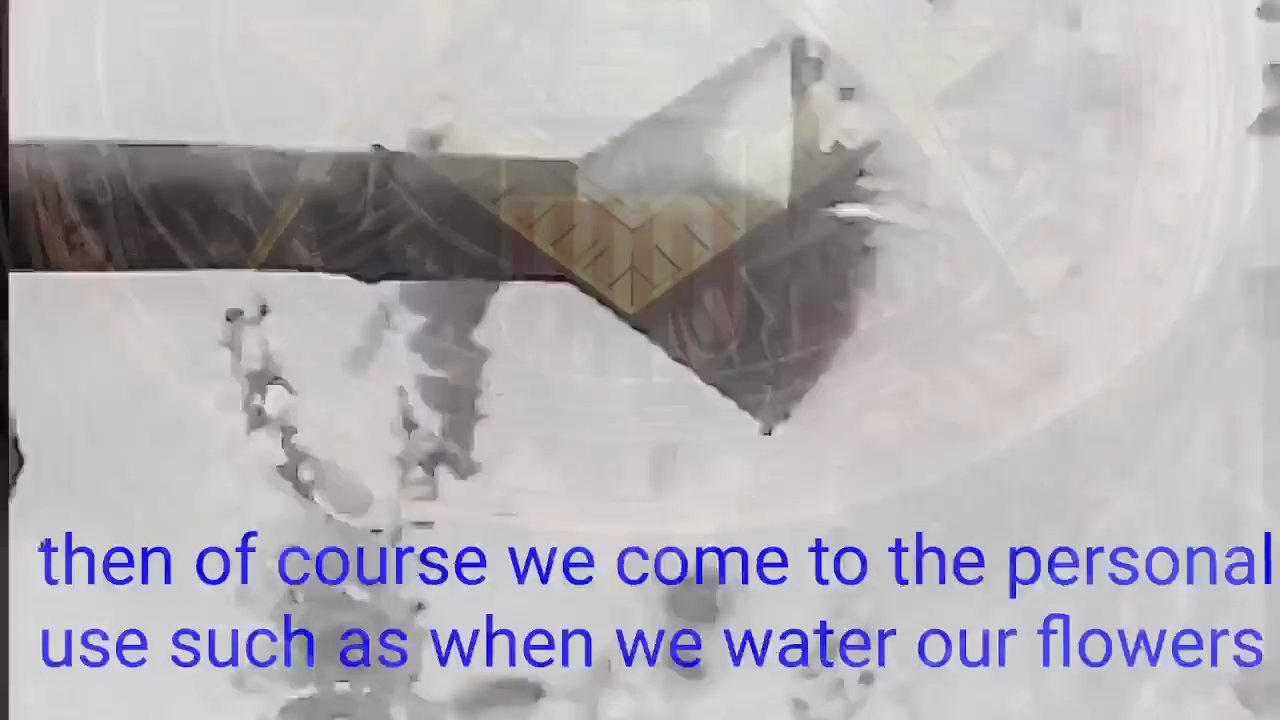 then of course we come to the personal
use such as when we water our flowers